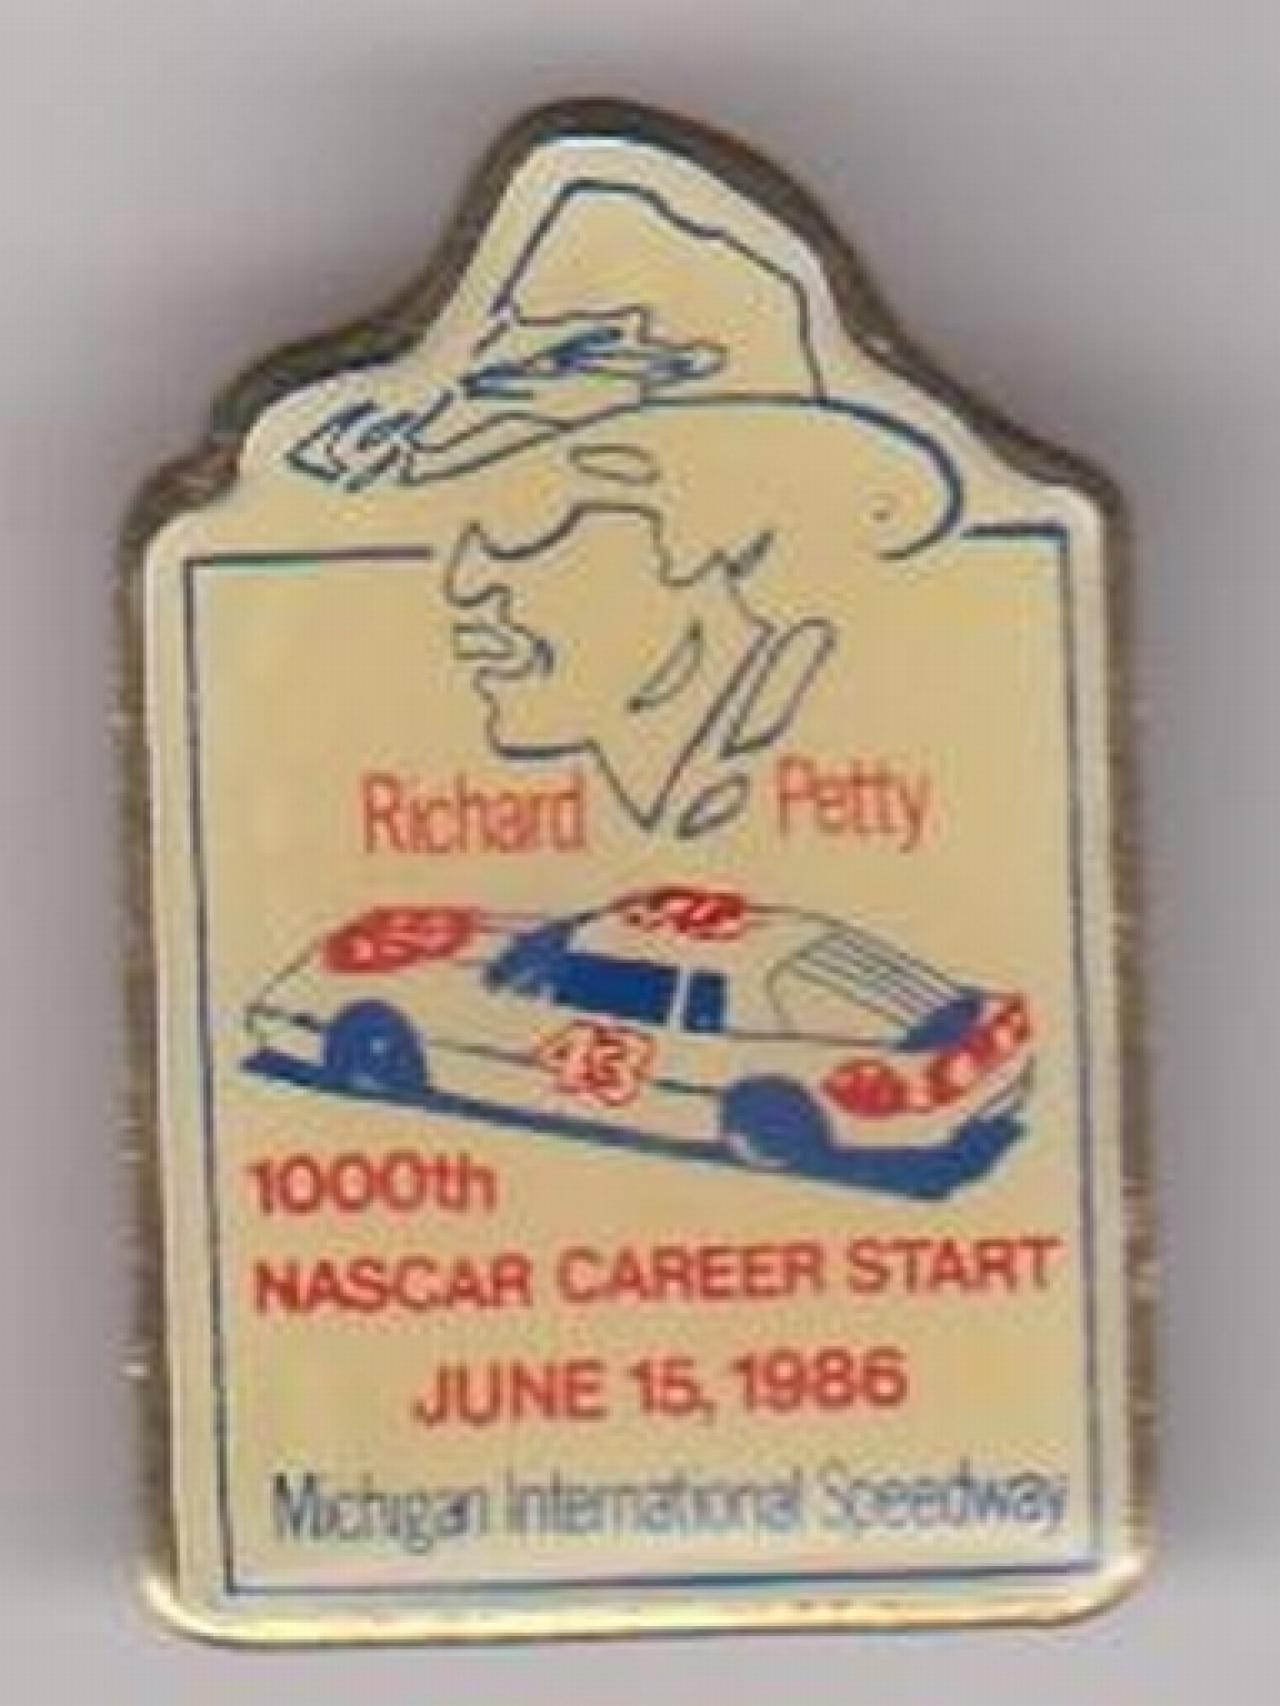 Richard Petty
43
1000th
NASCAR CAREER START
JUNE 15, 1986
Michigan International Speedway